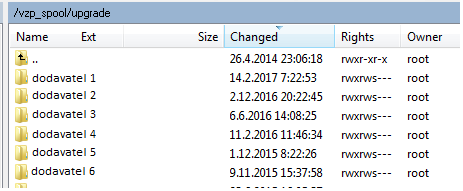 /vzp_spool/upgrade
Name Ext Size Changed Rights Owner
.. 26.4.2014 23:06:18 rwxr-xr-x root
dodavatel 1 14.2.2017 7:22:53 rwxrws--- root
dodavatel 2 2.12.2016 20:22:45 rwxrws--- root
dodavatel 3 6.6.2016 14:08:25 rwxrws--- root
dodavatel 4 11.2.2016 11:46:34 rwxrws--- root
dodavatel 5 1.12.2015 8:22:26 rwxrws--- root
dodavatel 6 9.11.2015 15:37:58 rwxrws--- root